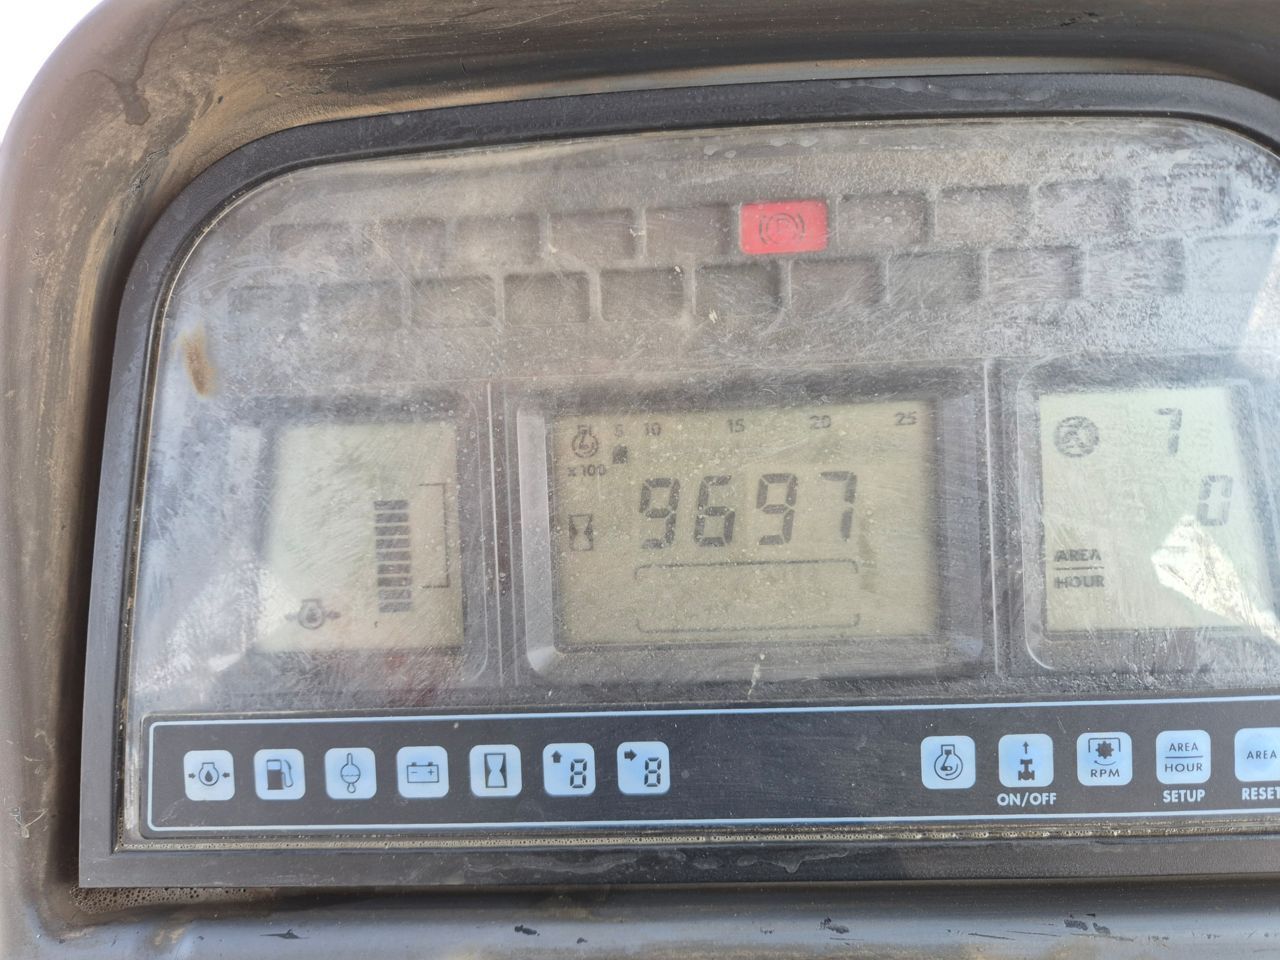 P
5 10 15 20 25
x100
9697
7
0
AREA
HOUR
8
8
RPM
AREA
HOUR
AREA
ON/OFF
SETUP
RESET